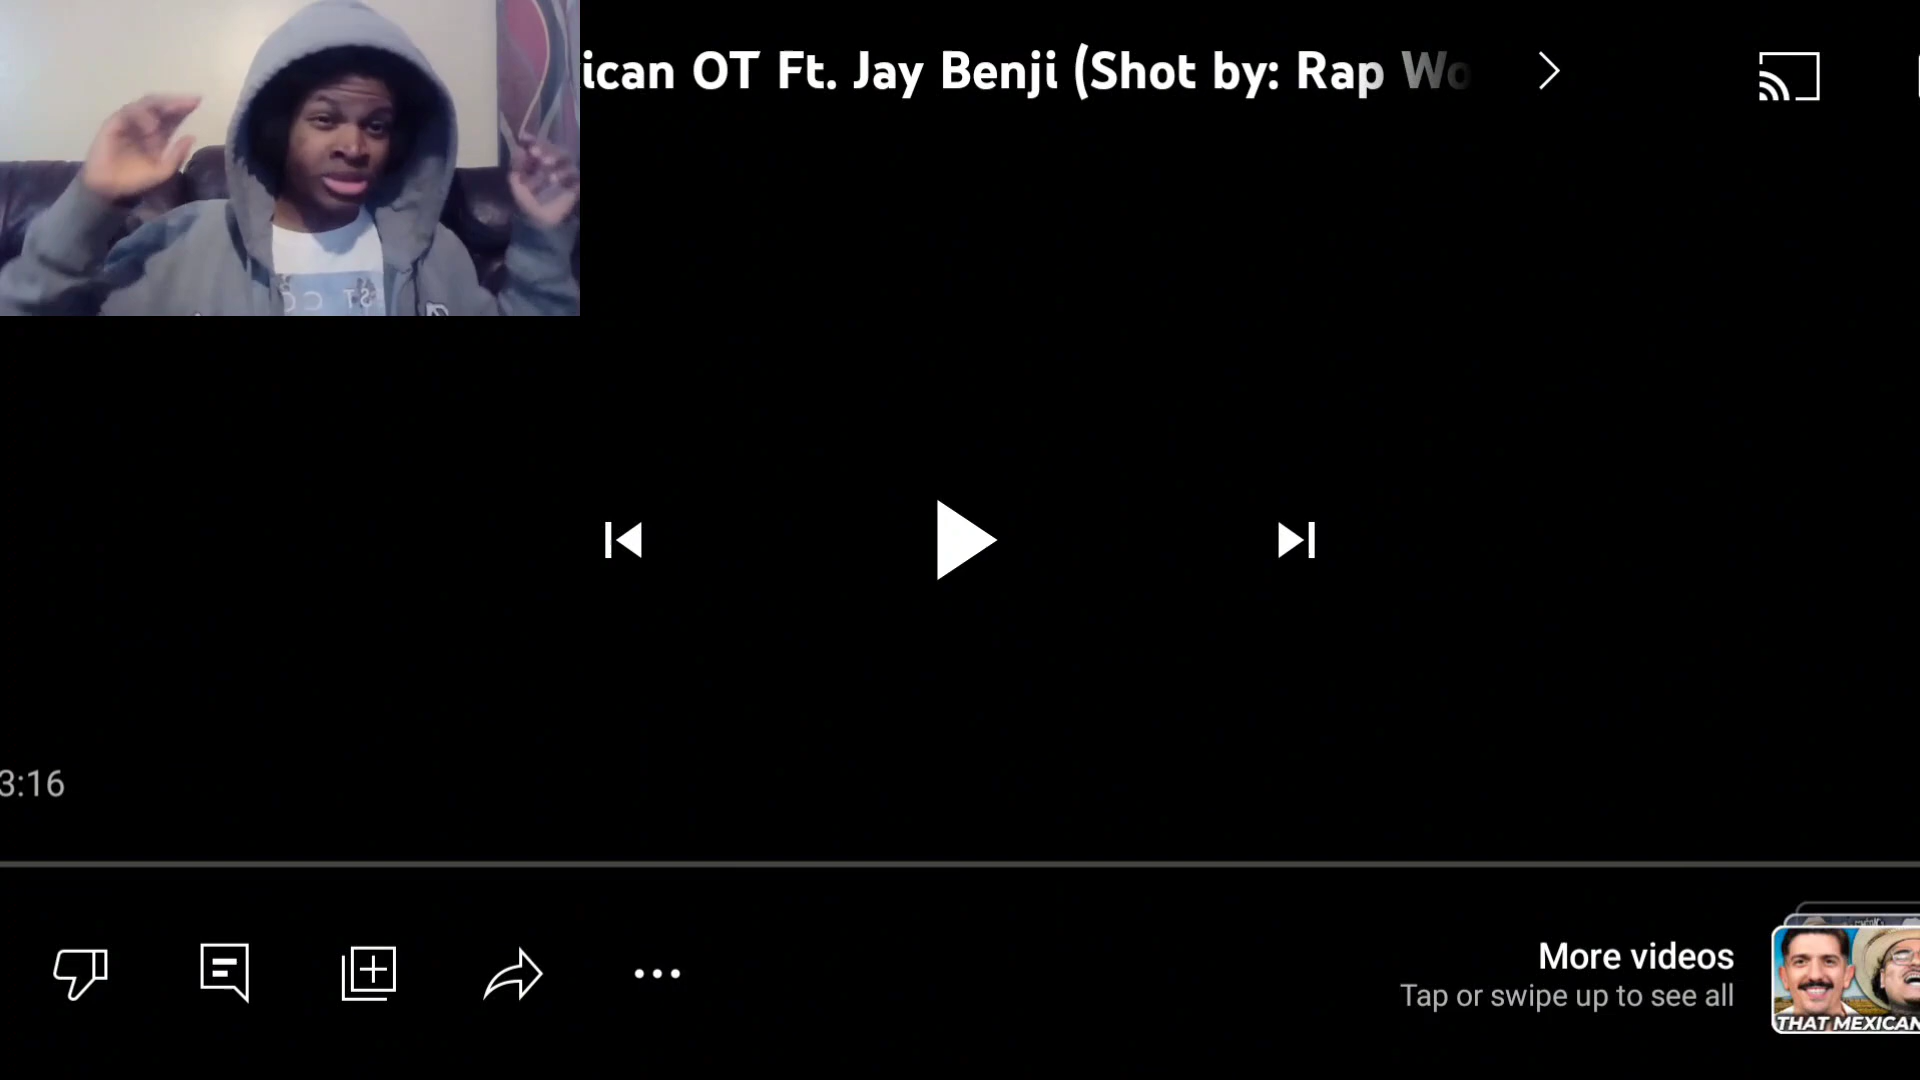 ican OT Ft. Jay Benji (Shot by: Rap Wo
3:16
More videos
Tap or swipe up to see all
THAT MEXICAN